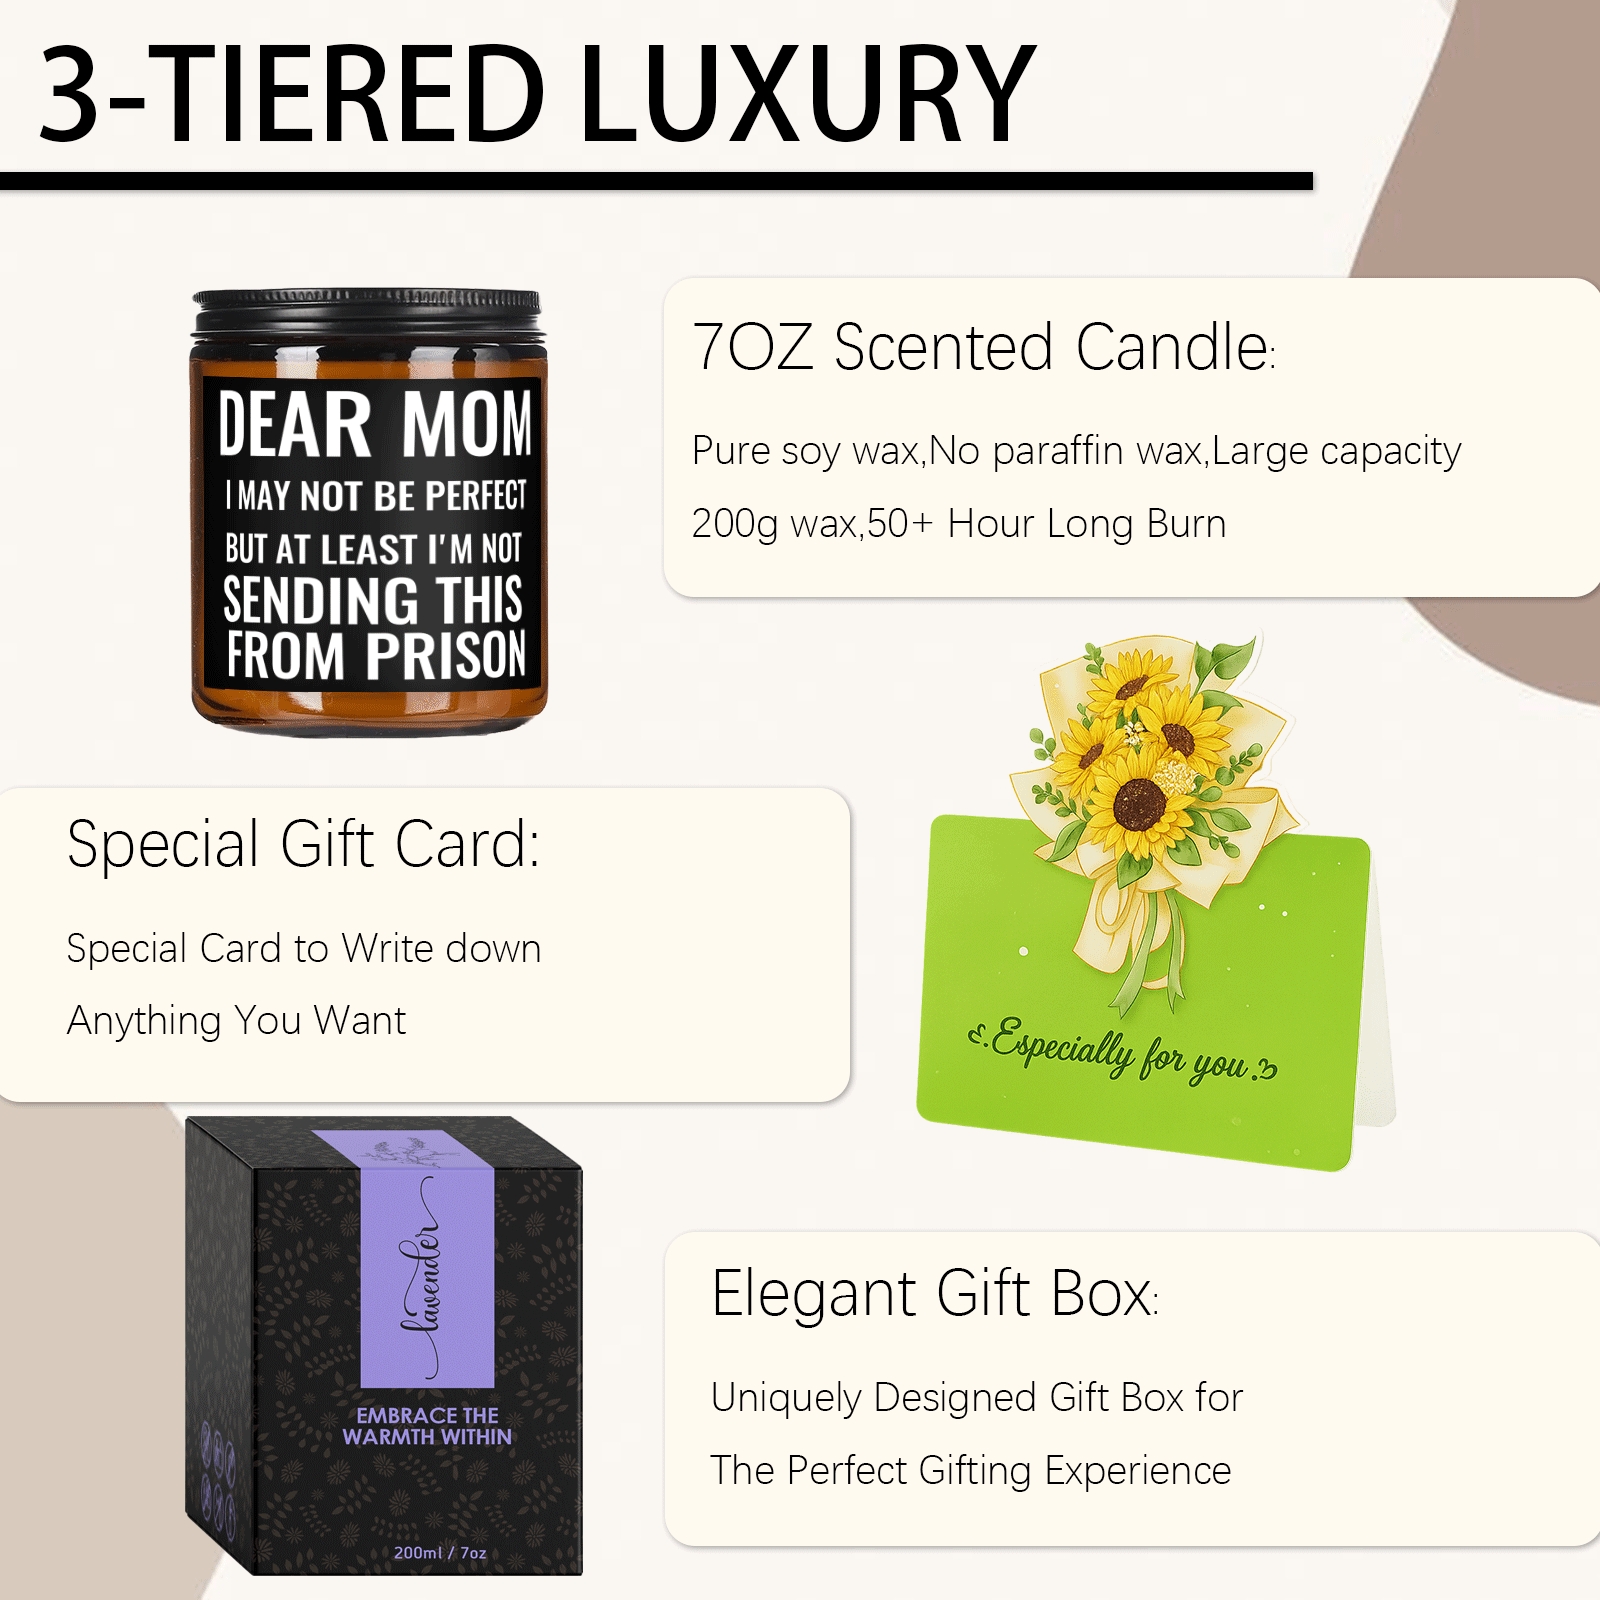 3-TIERED LUXURY
DEAR MOM
I MAY NOT BE PERFECT
BUT AT LEAST I'M NOT
SENDING THIS
FROM PRISON
7OZ Scented Candle:
Pure soy wax,No paraffin wax,Large capacity
200g wax,50+ Hour Long Burn
Special Gift Card:
Special Card to Write down
Anything You Want
Especially for you
lavender
EMBRACE THE
WARMTH WITHIN
200ml / 7oz
Elegant Gift Box:
Uniquely Designed Gift Box for
The Perfect Gifting Experience